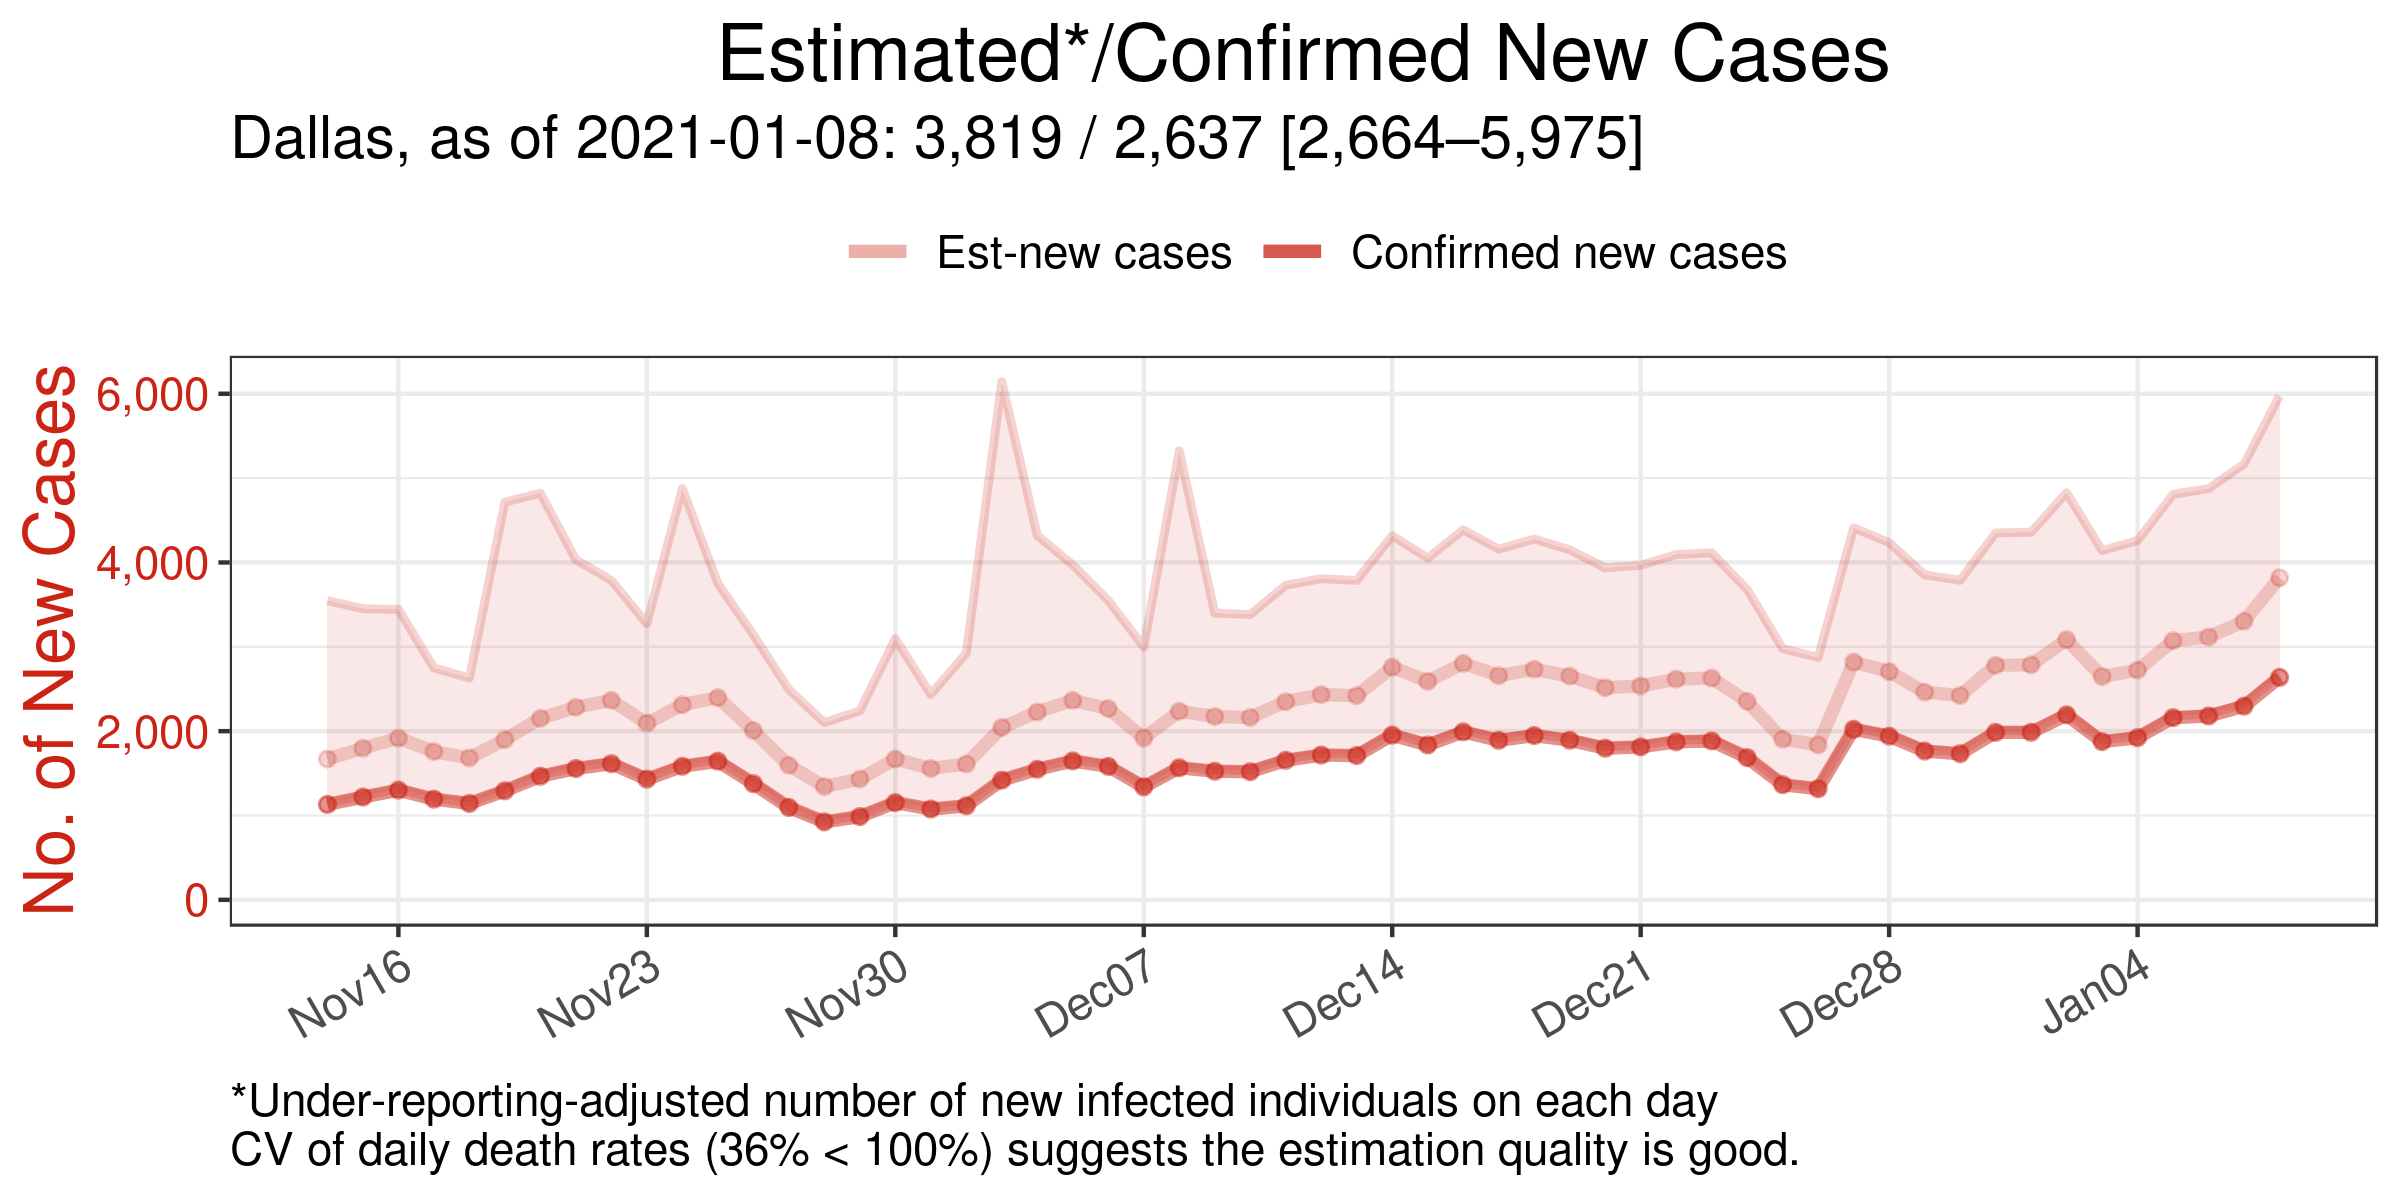 Estimated*/Confirmed New Cases
Dallas, as of 2021-01-08: 3,819 / 2,637 [2,664–5,975]
Est-new cases
Confirmed new cases
No. of New Cases
6,000
4,000
2,000
0
Nov16
Nov23
Nov30
Dec07
Dec14
Dec21
Dec28
Jan04
*Under-reporting-adjusted number of new infected individuals on each day
CV of daily death rates (36% < 100%) suggests the estimation quality is good.